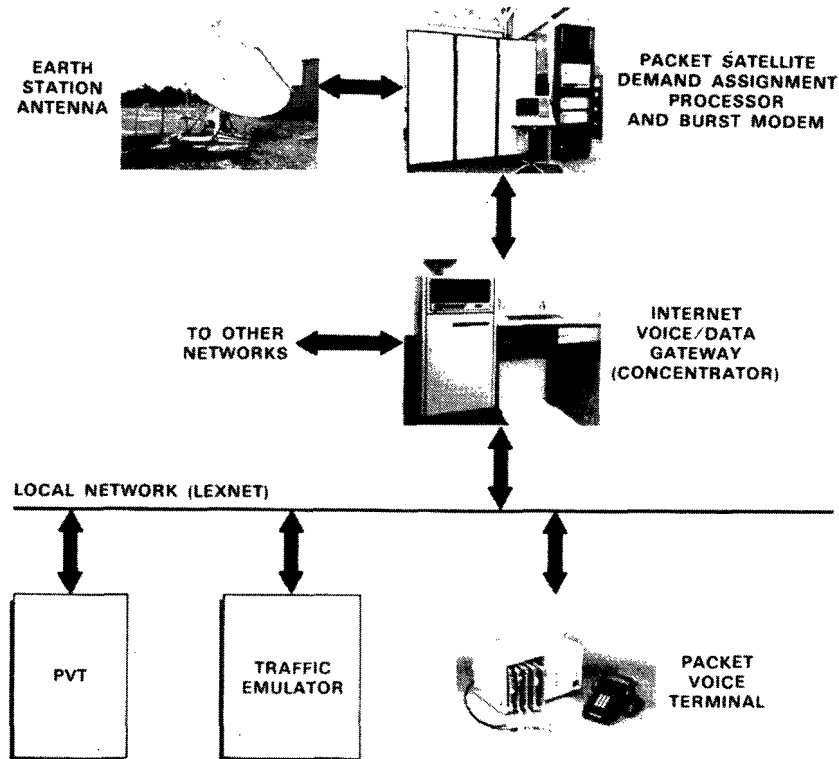 EARTH
STATION
ANTENNA
PACKET SATELLITE
DEMAND ASSIGNMENT
PROCESSOR
AND BURST MODEM
TO OTHER
NETWORKS
INTERNET
VOICE/DATA
GATEWAY
(CONCENTRATOR)
LOCAL NETWORK (LEXNET)
PVT
TRAFFIC
EMULATOR
PACKET
VOICE
TERMINAL